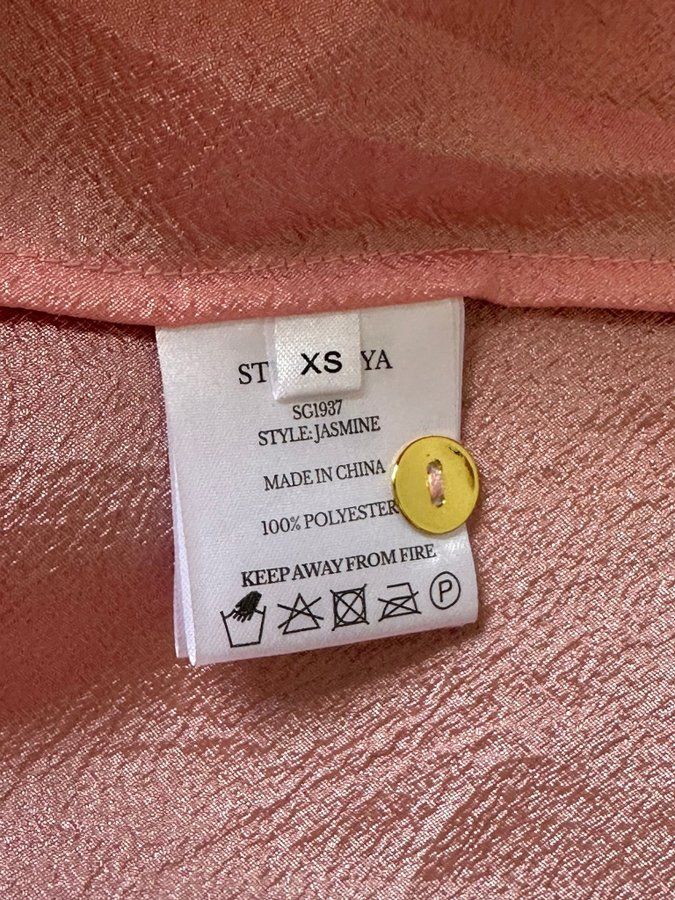 XS
ST YA
SG1937
STYLE: JASMINE
MADE IN CHINA
100% POLYESTER
KEEP AWAY FROM FIRE
P